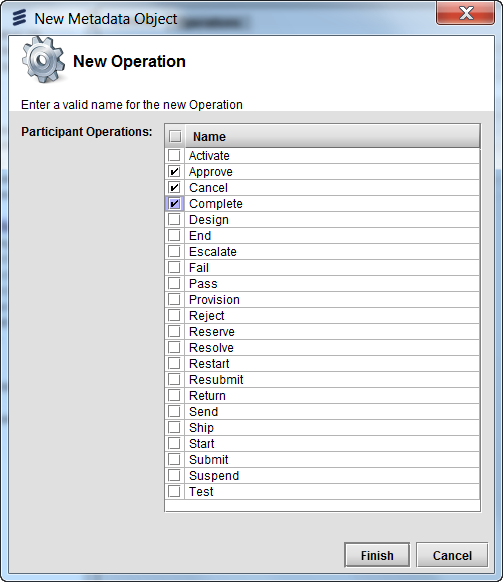 New Metadata Object
New Operation
Enter a valid name for the new Operation
Participant Operations:
Name
Activate
Approve
Cancel
Complete
Design
End
Escalate
Fail
Pass
Provision
Reject
Reserve
Resolve
Restart
Resubmit
Return
Send
Ship
Start
Submit
Suspend
Test
Finish
Cancel